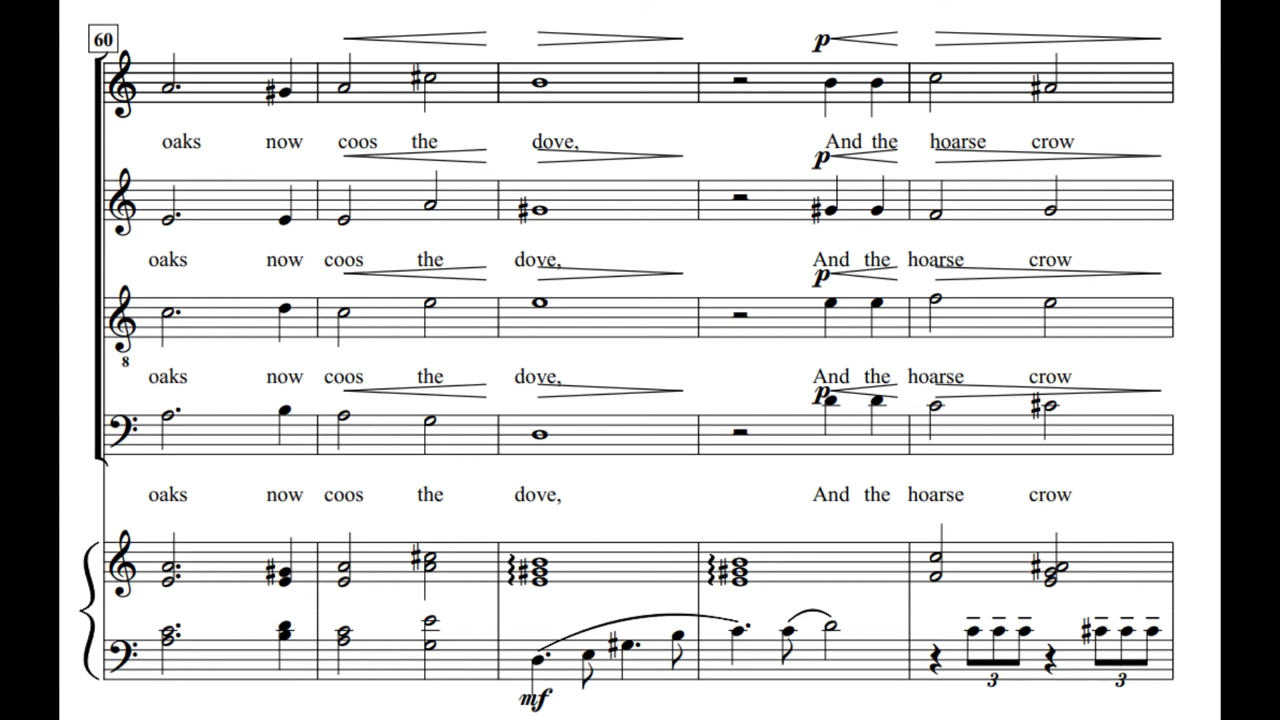 60
p
oaks now coos the dove, And the hoarse crow
p
oaks now coos the dove, And the hoarse crow
p
8
oaks now coos the dove, And the hoarse crow
p
oaks now coos the dove, And the hoarse crow
3 3
mf